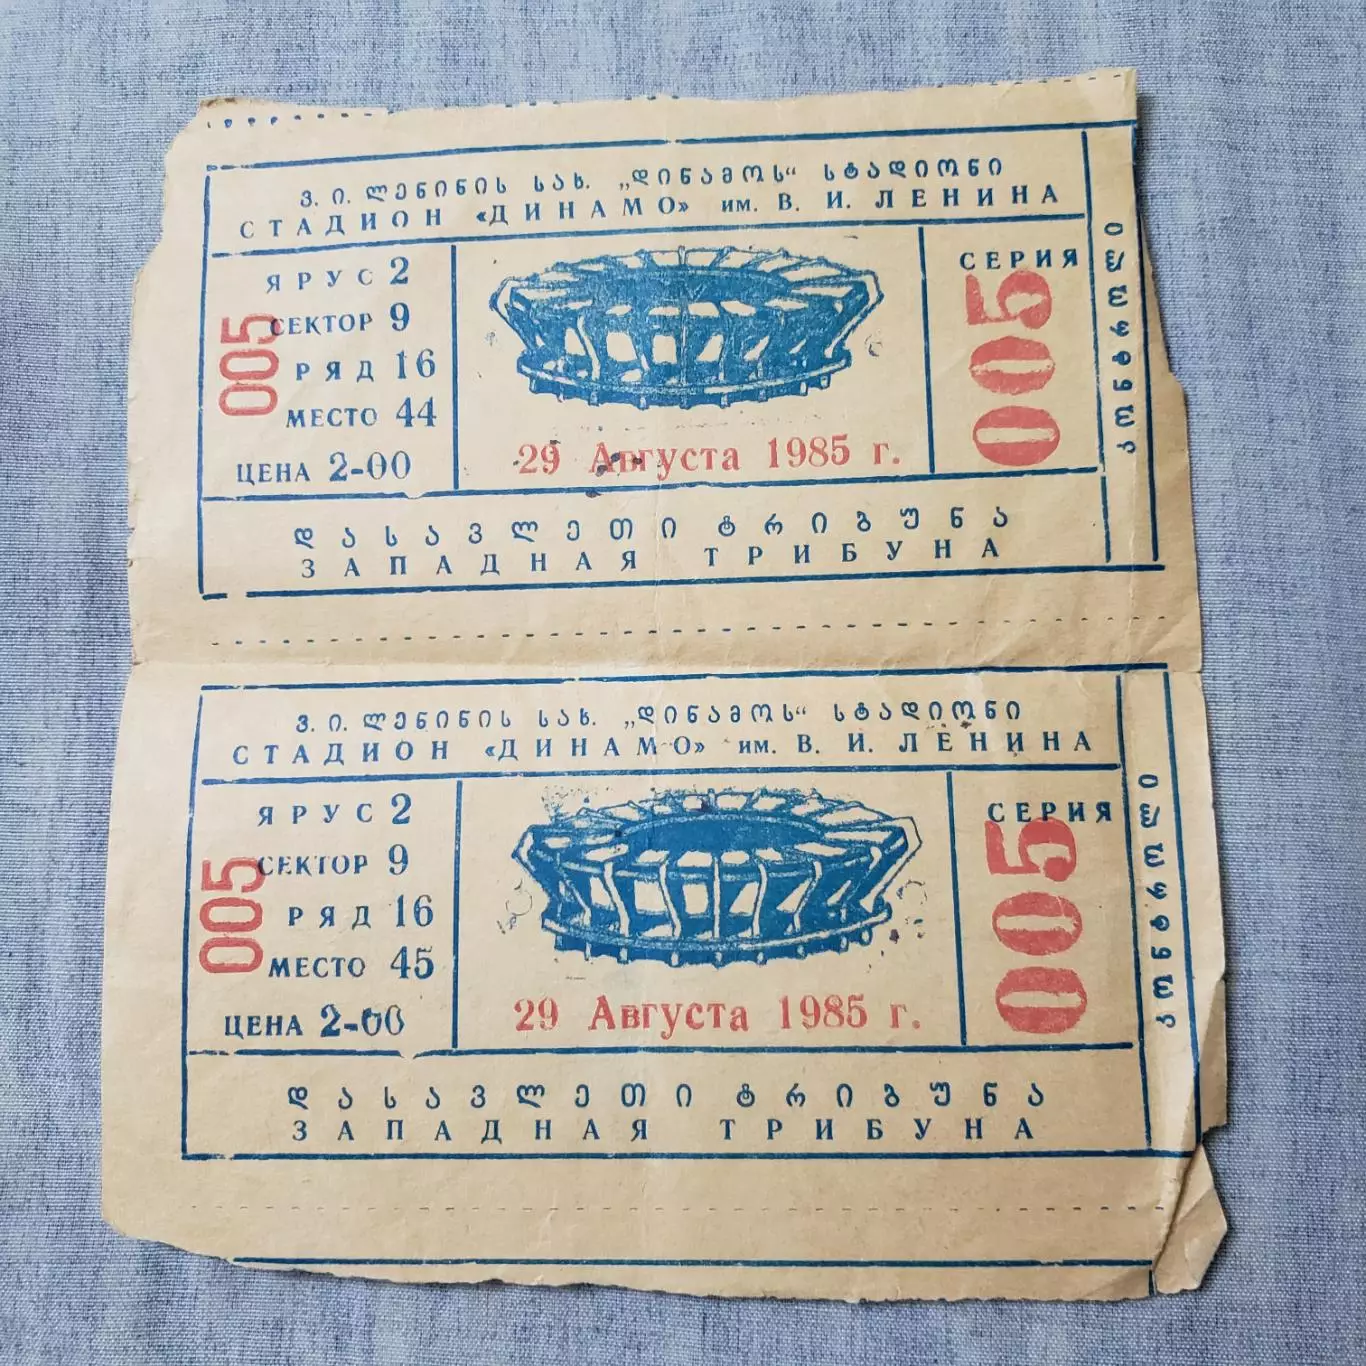 ვ. ი. ლენინის სახ. „დინამოს“ სტადიონი
СТАДИОН «ДИНАМО» им. В. И. ЛЕНИНА
005
ЯРУС 2
СЕКТОР 9
РЯД 16
МЕСТО 44
ЦЕНА 2-00
29 Августа 1985 г.
СЕРИЯ
005
კონტროლი
დასავლეთი ტრიბუნა
ЗАПАДНАЯ ТРИБУНА
ვ. ი. ლენინის სახ. „დინამოს“ სტადიონი
СТАДИОН «ДИНАМО» им. В. И. ЛЕНИНА
005
ЯРУС 2
СЕКТОР 9
РЯД 16
МЕСТО 45
ЦЕНА 2-00
29 Августа 1985 г.
СЕРИЯ
005
კონტროლი
დასავლეთი ტრიბუნა
ЗАПАДНАЯ ТРИБУНА